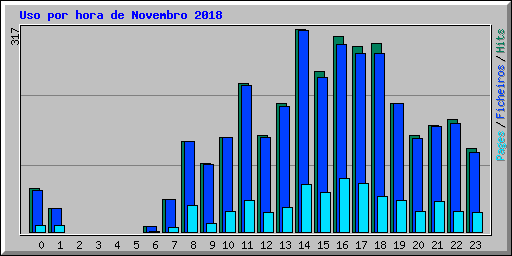 Uso por hora de Novembro 2018
317
Pages / Ficheiros / Hits
0 1 2 3 4 5 6 7 8 9 10 11 12 13 14 15 16 17 18 19 20 21 22 23